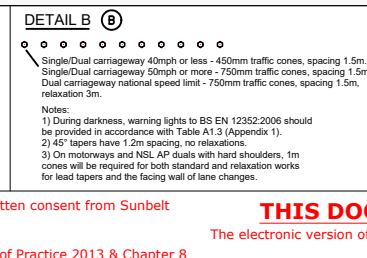 DETAIL B B
Single/Dual carriageway 40mph or less - 450mm traffic cones, spacing 1.5m.
Single/Dual carriageway 50mph or more - 750mm traffic cones, spacing 1.5m
Dual carriageway national speed limit - 750mm traffic cones, spacing 1.5m,
relaxation 3m.
Notes:
1) During darkness, warning lights to BS EN 12352:2006 should
be provided in accordance with Table A1.3 (Appendix 1).
2) 45° tapers have 1.2m spacing, no relaxations.
3) On motorways and NSL AP duals with hard shoulders, 1m
cones will be required for both standard and relaxation works
for lead tapers and the facing wall of lane changes.
tten consent from Sunbelt
THIS DO
The electronic version of
of Practice 2013 & Chapter 8